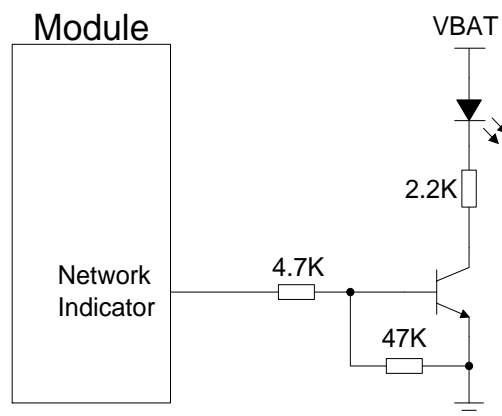 Module
VBAT
2.2K
4.7K
Network
Indicator
47K